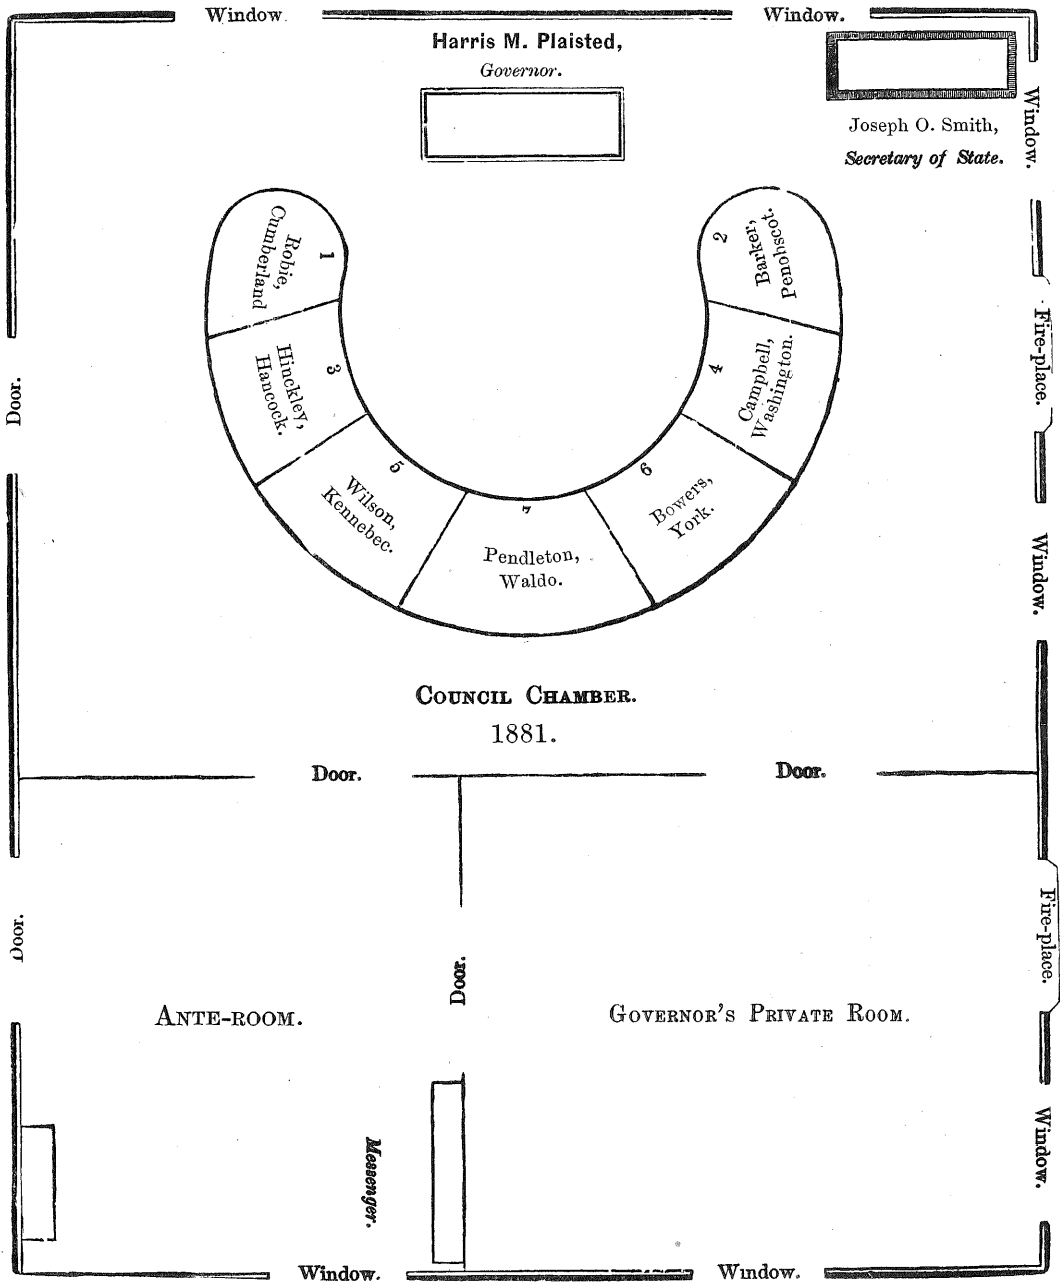 Window.
Window.
Harris M. Plaisted,
Governor.
Joseph O. Smith,
Secretary of State.
Window.
1
Robie,
Cumberland
2
Barker,
Penobscot.
Fire-place.
Door.
3
Hinckley,
Hancock.
4
Campbell,
Washington.
5
Wilson,
Kennebec.
6
Bowers,
York.
7
Pendleton,
Waldo.
Window.
COUNCIL CHAMBER.
1881.
Door.
Door.
Door.
Door.
Fire-place.
ANTE-ROOM.
GOVERNOR'S PRIVATE ROOM.
Messenger.
Window.
Window.
Window.